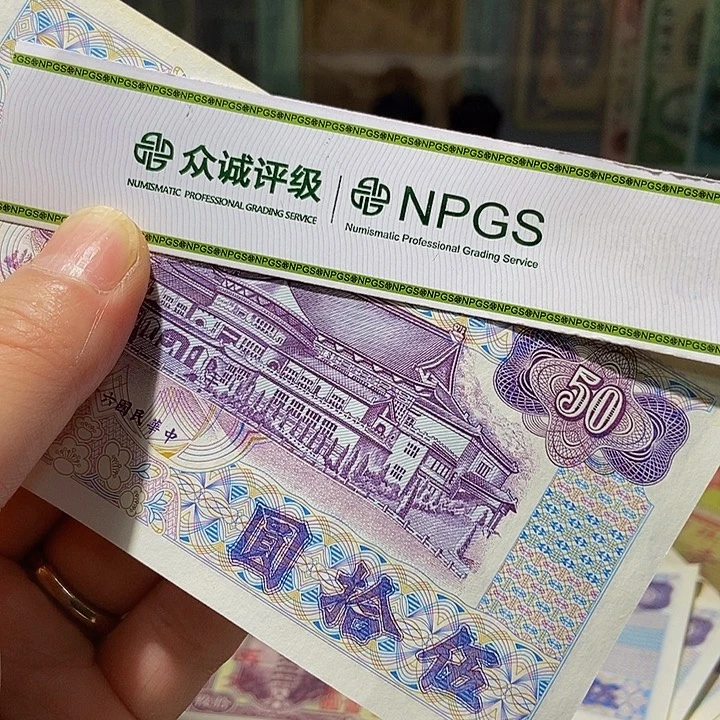 众诚评级
NUMISMATIC PROFESSIONAL GRADING SERVICE
NPGS
Numismatic Professional Grading Service
50
中華民國六
伍拾圓